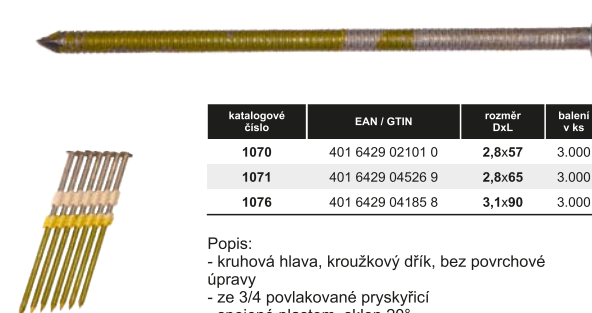 katalogové číslo EAN / GTIN rozměr DxL balení v ks
1070 401 6429 02101 0 2,8x57 3.000
1071 401 6429 04526 9 2,8x65 3.000
1076 401 6429 04185 8 3,1x90 3.000
Popis:
- kruhová hlava, kroužkový dřík, bez povrchové
úpravy
- ze 3/4 povlakované pryskyřicí